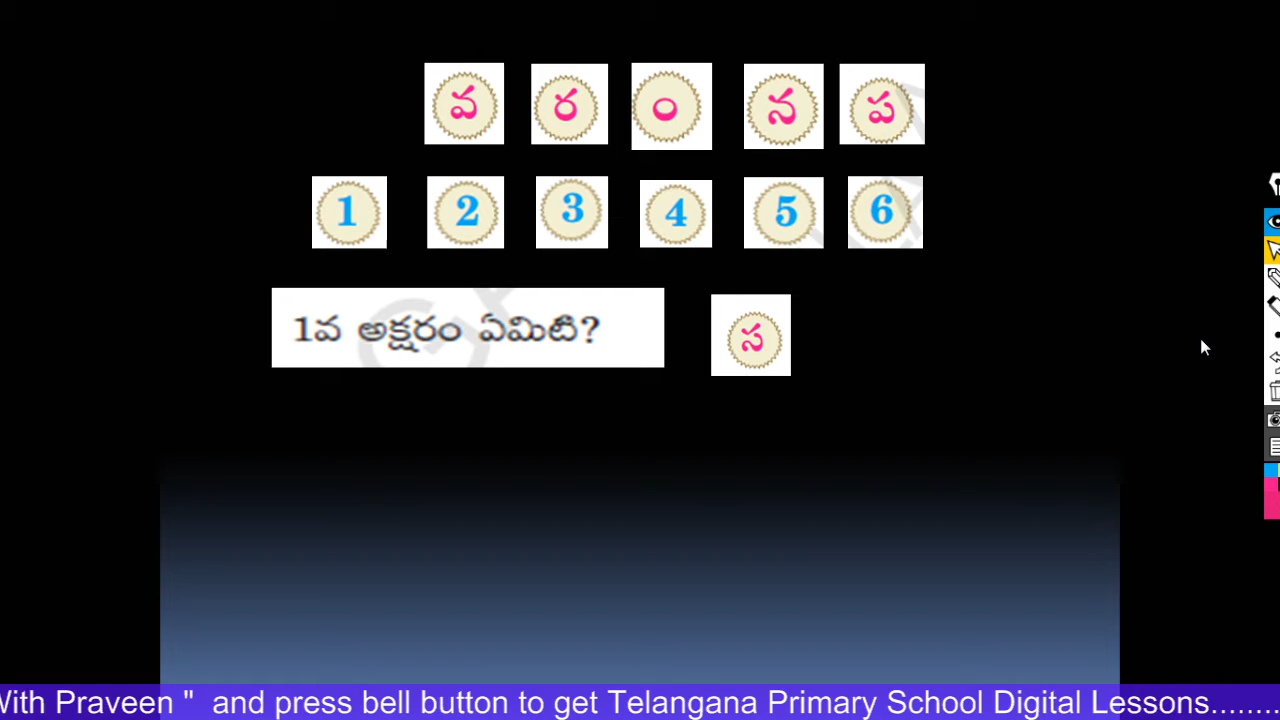 వ ర ం న ప
1 2 3 4 5 6
1వ అక్షరం ఏమిటి? స
With Praveen " and press bell button to get Telangana Primary School Digital Lessons........